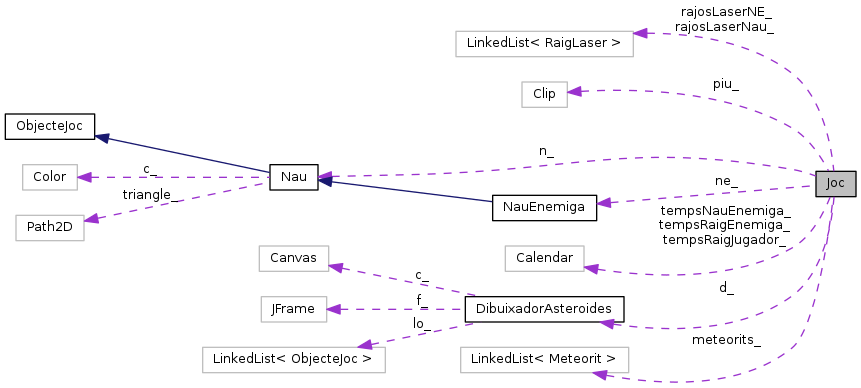 rajosLaserNE_
rajosLaserNau_
LinkedList< RaigLaser >
piu_
Clip
ObjecteJoc
n_
c_
Color
Nau
ne_
Joc
triangle_
NauEnemiga
tempsNauEnemiga_
tempsRaigEnemiga_
tempsRaigJugador_
Path2D
Canvas
Calendar
c_
d_
f_
JFrame
DibuixadorAsteroides
lo_
meteorits_
LinkedList< ObjecteJoc >
LinkedList< Meteorit >